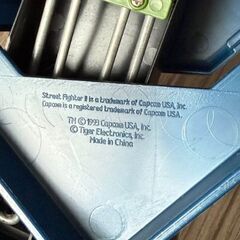 Street Fighter II is a trademark of Capcom USA, Inc.
Capcom is a registered trademark of Capcom USA.
TM © 1993 Capcom USA, Inc.
© Tiger Electronics, Inc.
Made in China